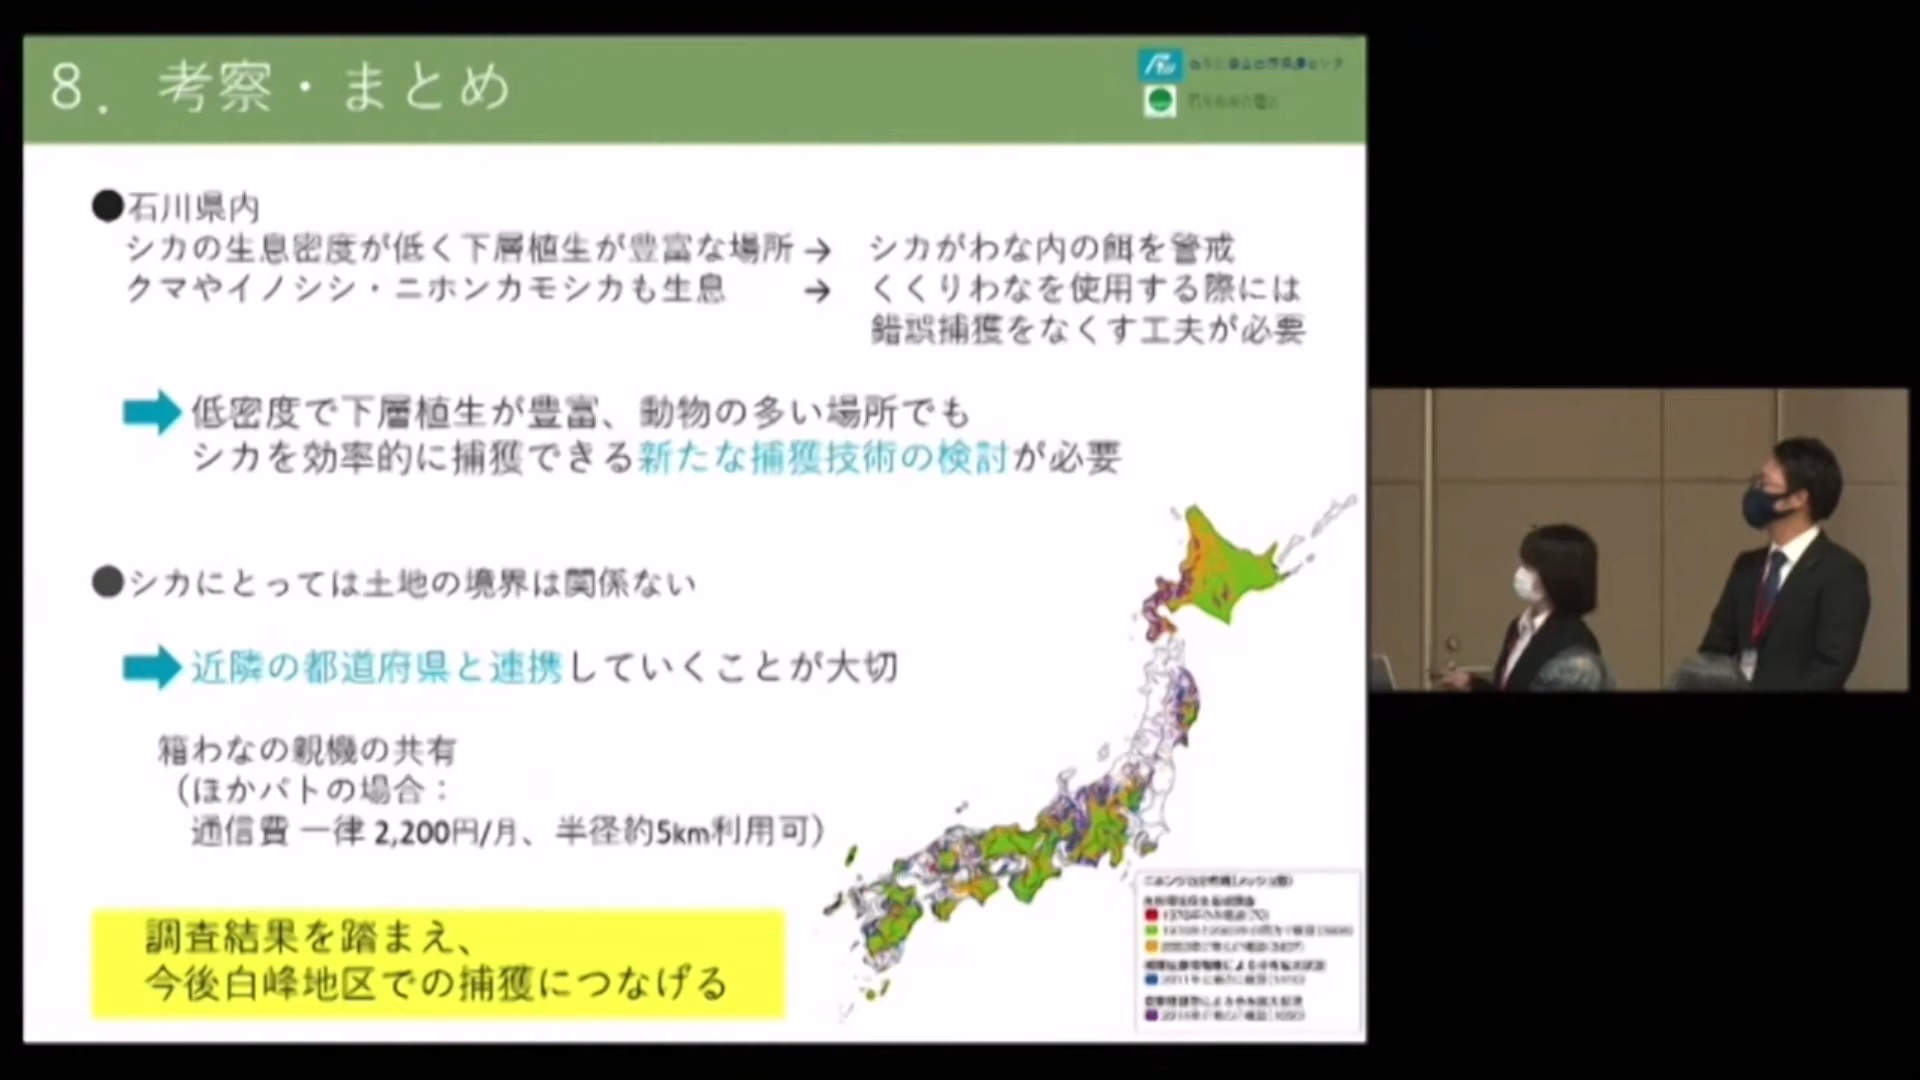 8. 考察・まとめ
●石川県内
シカの生息密度が低く下層植生が豊富な場所→ シカがわな内の餌を警戒
クマやイノシシ・ニホンカモシカも生息 → くくりわなを使用する際には
錯誤捕獲をなくす工夫が必要
低密度で下層植生が豊富、動物の多い場所でも
シカを効率的に捕獲できる新たな捕獲技術の検討が必要
●シカにとっては土地の境界は関係ない
近隣の都道府県と連携していくことが大切
箱わなの親機の共有
（ほかパトの場合：
通信費 一律 2,200円/月、半径約5km利用可）
調査結果を踏まえ、
今後白峰地区での捕獲につなげる